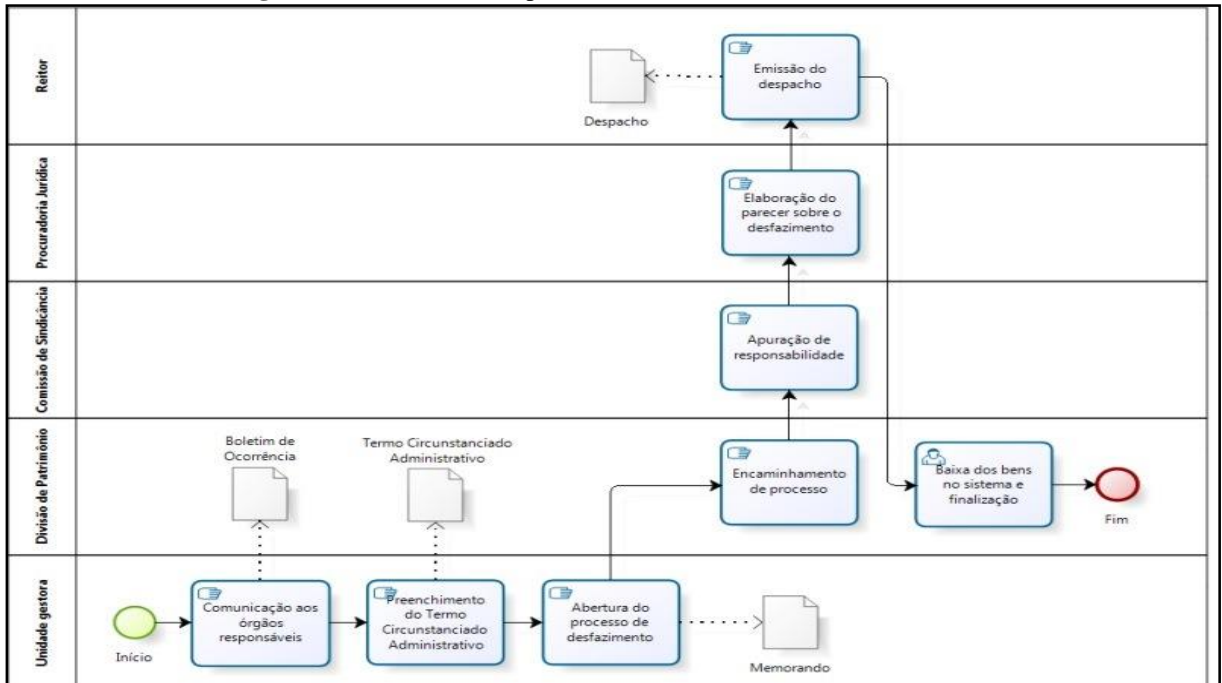 Reitor
Despacho
Emissão do
despacho
Procuradoria Jurídica
Elaboração do
parecer sobre o
desfazimento
Comissão de Sindicância
Apuração de
responsabilidade
Divisão de Patrimônio
Boletim de
Ocorrência
Termo Circunstanciado
Administrativo
Encaminhamento
de processo
Baixa dos bens
no sistema e
finalização
Fim
Unidade gestora
Início
Comunicação aos
órgãos
responsáveis
Preenchimento
do Termo
Circunstanciado
Administrativo
Abertura do
processo de
desfazimento
Memorando